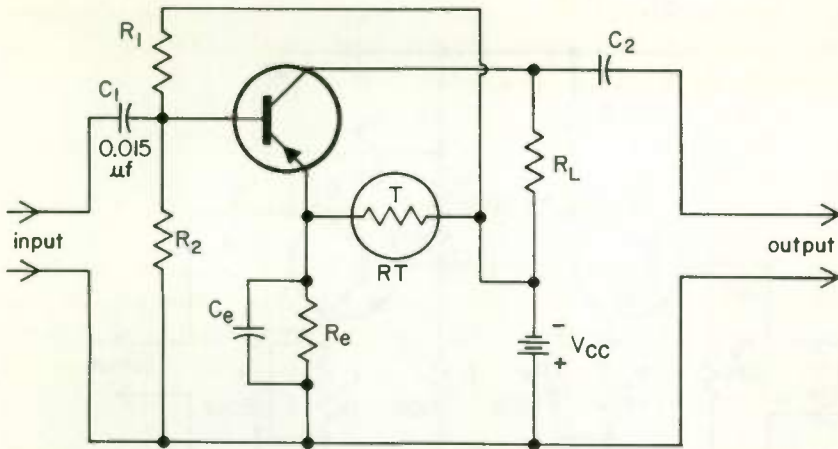 R1
C1
0.015
μf
input
R2
Ce
Re
T
RT
RL
C2
-
+
VCC
output